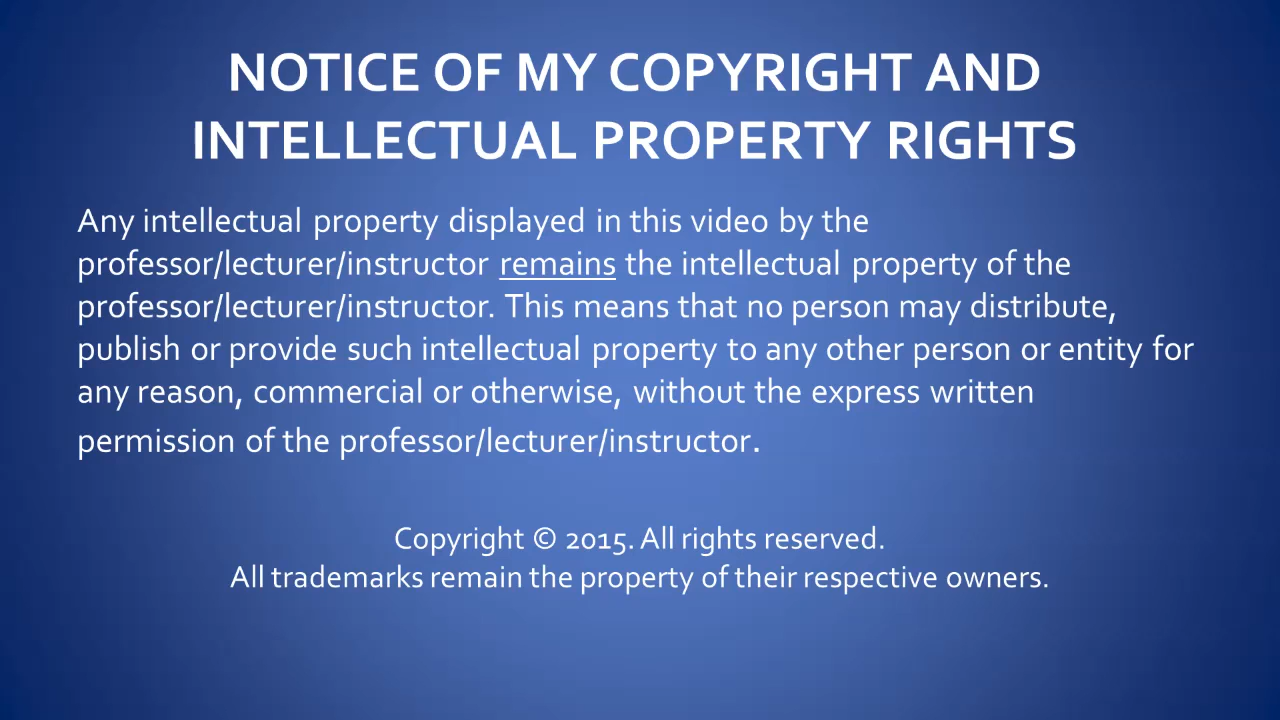 NOTICE OF MY COPYRIGHT AND
INTELLECTUAL PROPERTY RIGHTS
Any intellectual property displayed in this video by the
professor/lecturer/instructor remains the intellectual property of the
professor/lecturer/instructor. This means that no person may distribute,
publish or provide such intellectual property to any other person or entity for
any reason, commercial or otherwise, without the express written
permission of the professor/lecturer/instructor.
Copyright © 2015. All rights reserved.
All trademarks remain the property of their respective owners.